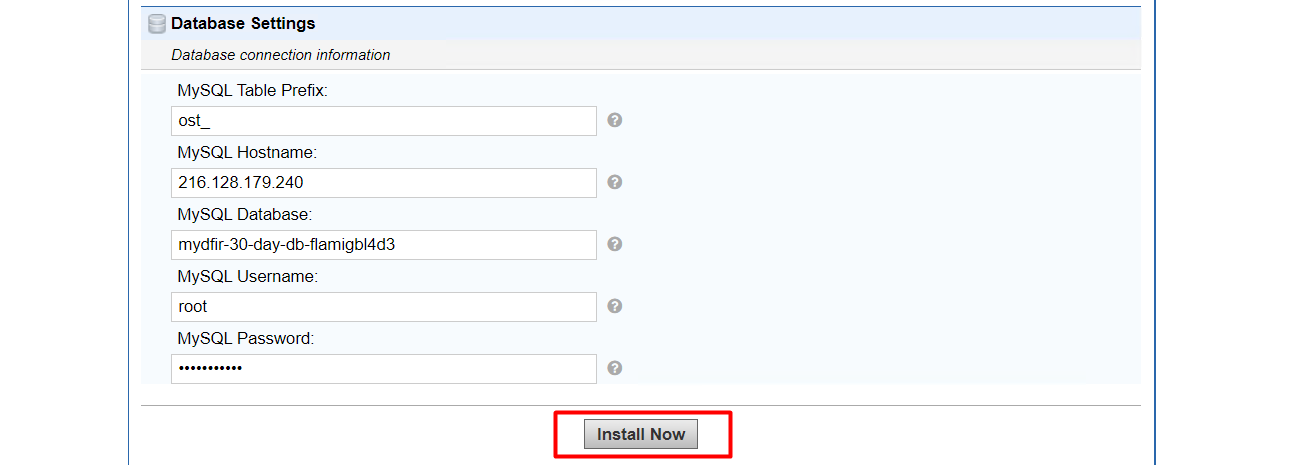 Database Settings
Database connection information
MySQL Table Prefix:
ost_
MySQL Hostname:
216.128.179.240
MySQL Database:
mydfir-30-day-db-flamigbl4d3
MySQL Username:
root
MySQL Password:
•••••••••••
Install Now